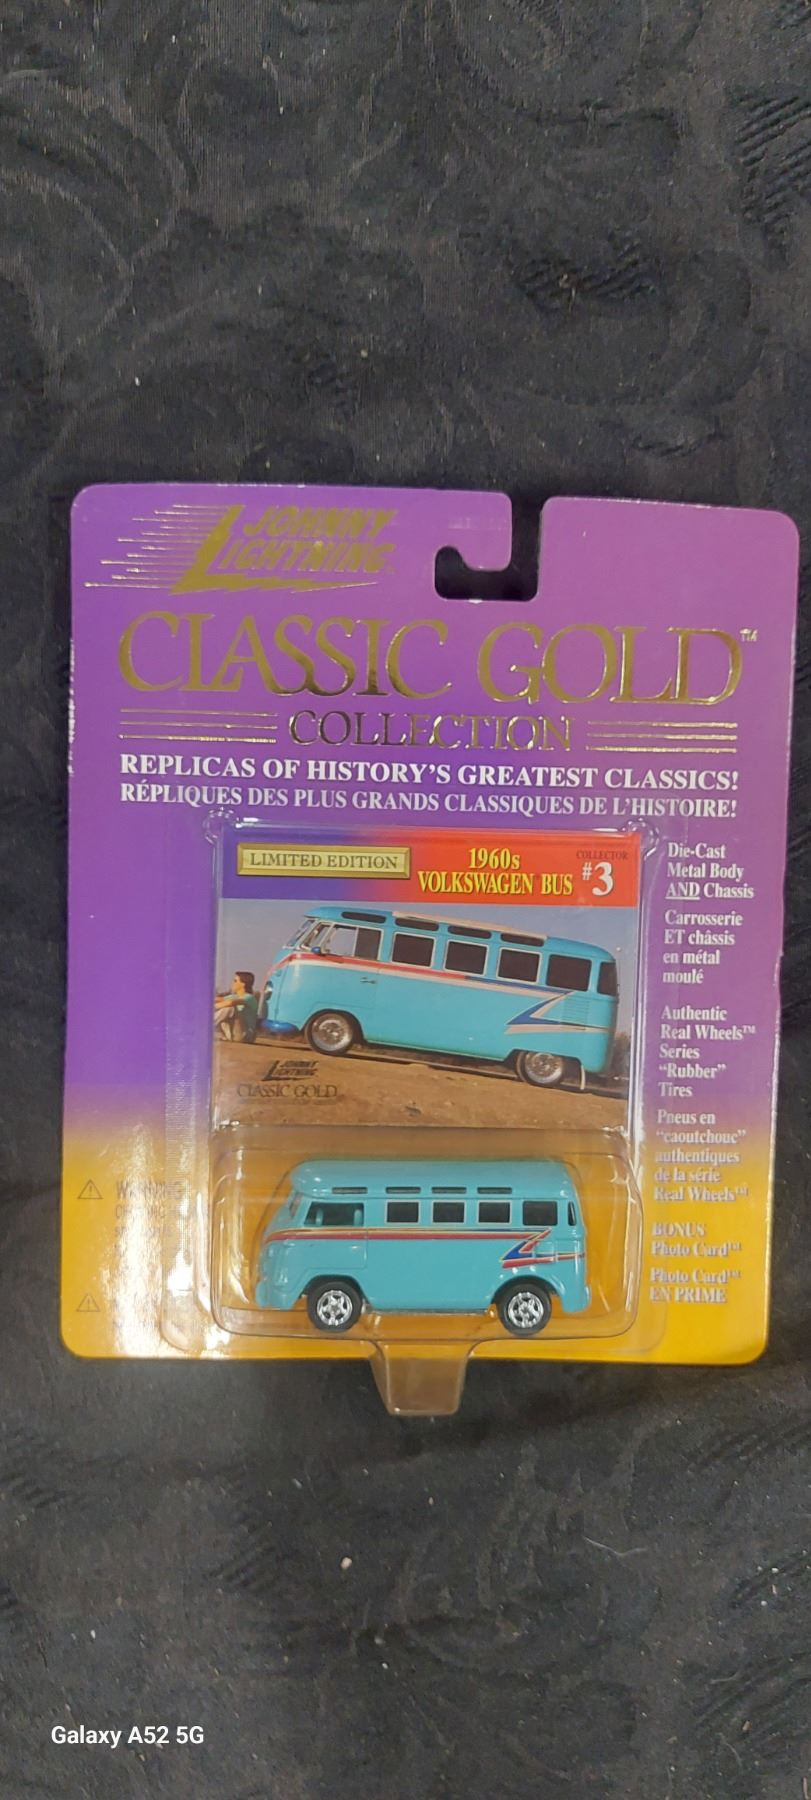 JOHNNY
LIGHTNING
CLASSIC GOLD™
COLLECTION
REPLICAS OF HISTORY'S GREATEST CLASSICS!
RÉPLIQUES DES PLUS GRANDS CLASSIQUES DE L'HISTOIRE!
LIMITED EDITION
1960s
VOLKSWAGEN BUS
COLLECTOR
#3
JOHNNY
LIGHTNING
CLASSIC GOLD
Die-Cast
Metal Body
AND Chassis
Carrosserie
ET châssis
en métal
moulé
Authentic
Real Wheels™
Series
"Rubber"
Tires
Pneus en
"caoutchouc"
authentiques
de la série
Real Wheels™
BONUS
Photo Card™
Photo Card™
EN PRIME
WARNING
Galaxy A52 5G